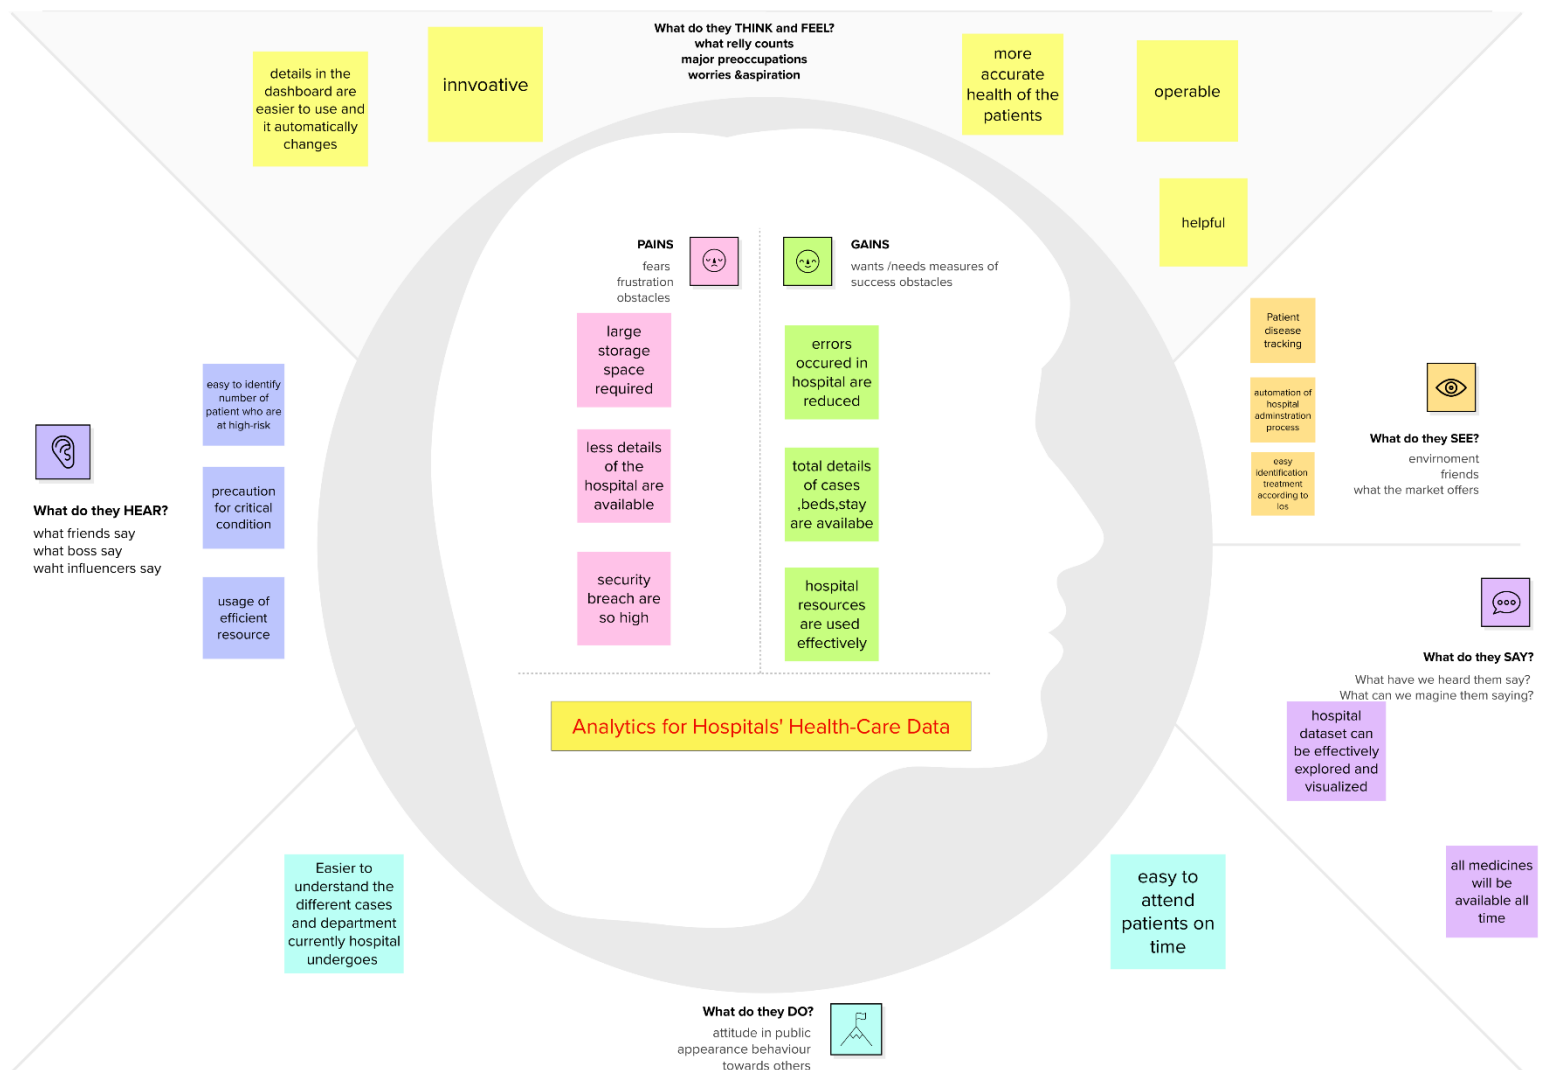 What do they THINK and FEEL?
what relly counts
major preoccupations
worries &aspiration
details in the
dashboard are
easier to use and
it automatically
changes
innvoative
more
accurate
health of the
patients
operable
helpful
PAINS
fears
frustration
obstacles
GAINS
wants /needs measures of
success obstacles
large
storage
space
required
less details
of the
hospital are
available
security
breach are
so high
errors
occured in
hospital are
reduced
total details
of cases
,beds,stay
are availabe
hospital
resources
are used
effectively
Analytics for Hospitals' Health-Care Data
easy to identify
number of
patient who are
at high-risk
precaution
for critical
condition
usage of
efficient
resource
What do they HEAR?
what friends say
what boss say
waht influencers say
Patient
disease
tracking
automation of
hospital
adminstration
process
easy
identification
treatment
according to
los
What do they SEE?
envirnoment
friends
what the market offers
What do they SAY?
What have we heard them say?
What can we magine them saying?
hospital
dataset can
be effectively
explored and
visualized
all medicines
will be
available all
time
Easier to
understand the
different cases
and department
currently hospital
undergoes
easy to
attend
patients on
time
What do they DO?
attitude in public
appearance behaviour
towards others